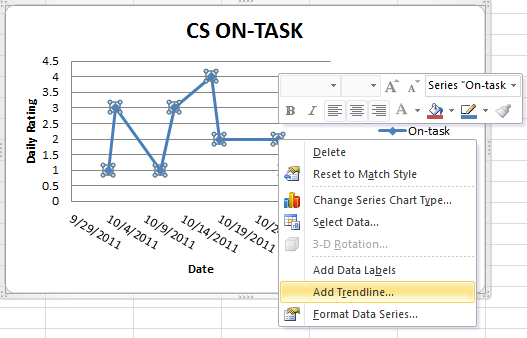 CS ON-TASK
4.5
4
3.5
3
2.5
2
1.5
1
0.5
0
Daily Rating
9/29/2011
10/4/2011
10/9/2011
10/14/2011
10/19/2011
10/2
Date
On-task
A A Series "On-task
B I A
Delete
Reset to Match Style
Change Series Chart Type...
Select Data...
3-D Rotation...
Add Data Labels
Add Trendline...
Format Data Series...